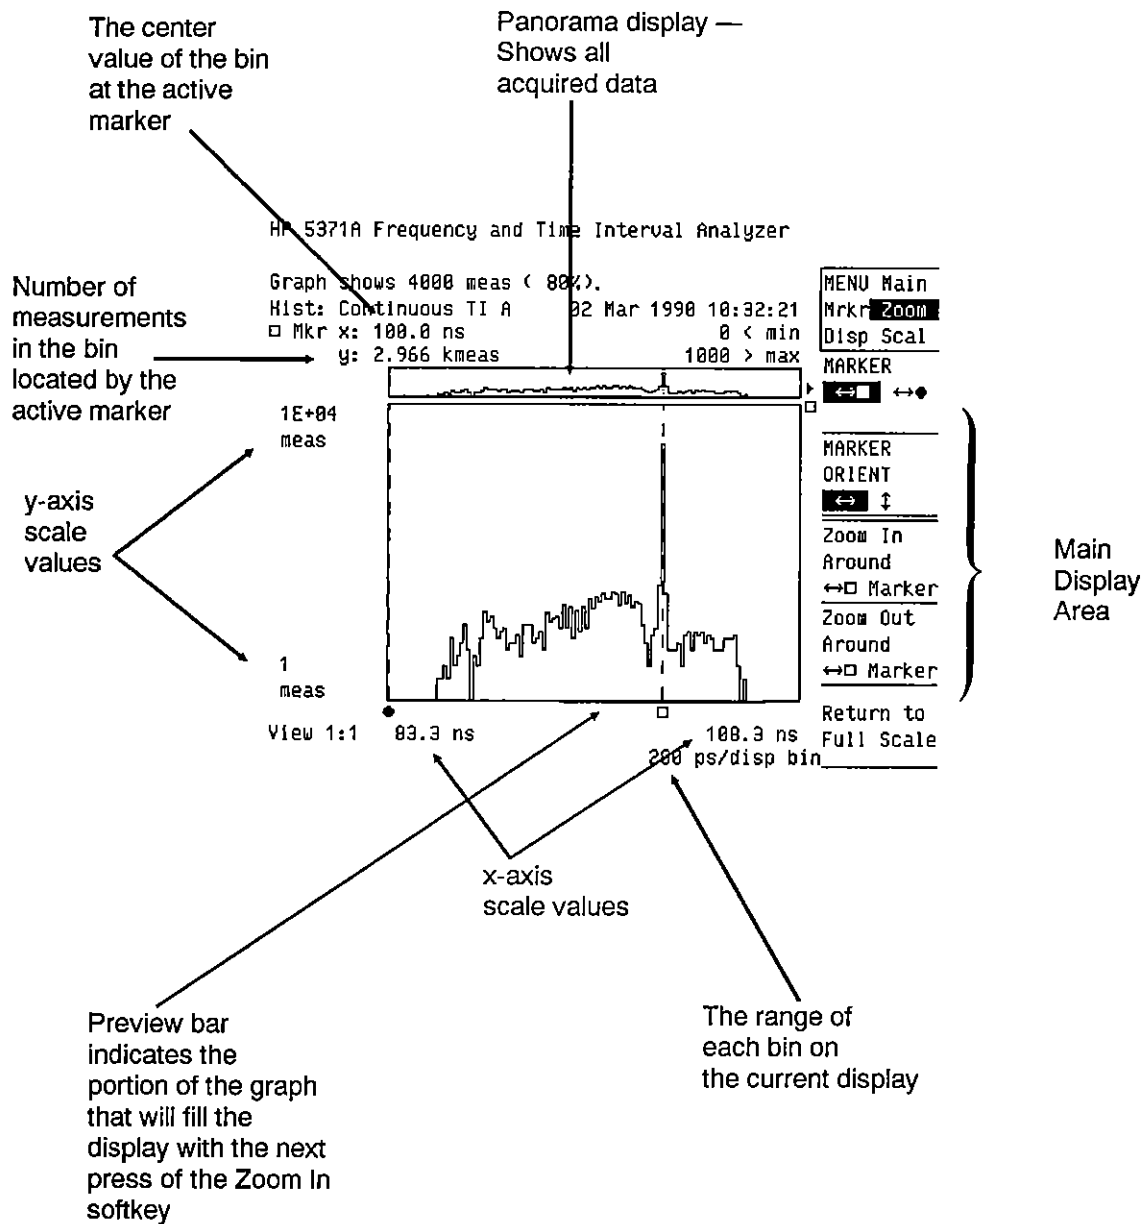 The center
value of the bin
at the active
marker
Panorama display —
Shows all
acquired data
HP 5371A Frequency and Time Interval Analyzer
Number of
measurements
in the bin
located by the
active marker
Graph shows 4000 meas ( 80%).
Hist: Continuous TI A 02 Mar 1990 10:32:21
□ Mkr x: 100.0 ns 0 < min
y: 2.966 kmeas 1000 > max
MENU Main
Mrkr Zoom
Disp Scal
MARKER
↔□ ↔●
1E+04
meas
MARKER
ORIENT
↔ ↕
y-axis
scale
values
Zoom In
Around
↔□ Marker
Zoom Out
Around
↔□ Marker
Main
Display
Area
1
meas
Return to
Full Scale
View 1:1 83.3 ns 108.3 ns
200 ps/disp bin
x-axis
scale values
Preview bar
indicates the
portion of the graph
that will fill the
display with the next
press of the Zoom In
softkey
The range of
each bin on
the current display